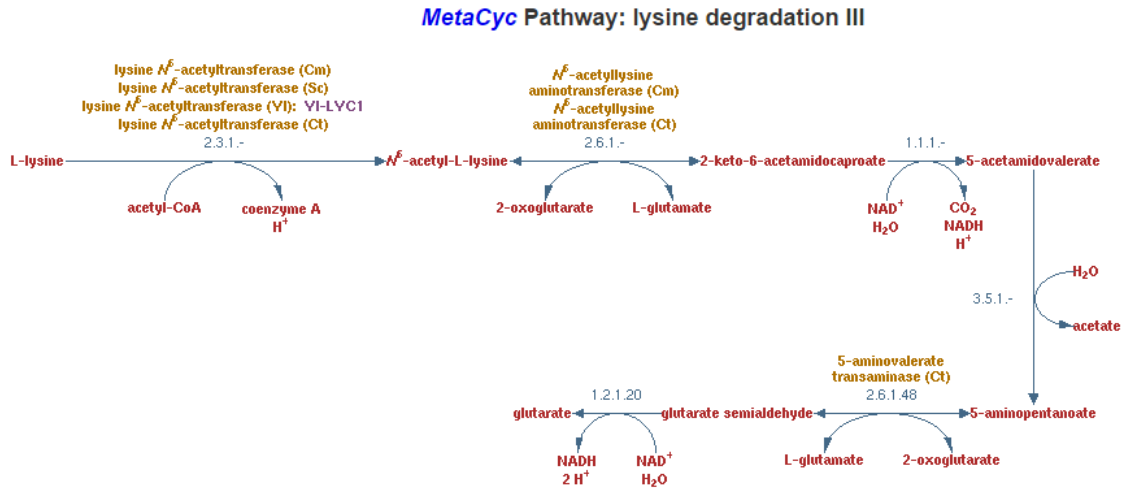 MetaCyc Pathway: lysine degradation III
lysine N⁶-acetyltransferase (Cm)
lysine N⁶-acetyltransferase (Sc)
lysine N⁶-acetyltransferase (Yl): YI-LYC1
lysine N⁶-acetyltransferase (Ct)
N⁶-acetyllysine
aminotransferase (Cm)
N⁶-acetyllysine
aminotransferase (Ct)
2.3.1.-
2.6.1.-
1.1.1.-
L-lysine
N⁶-acetyl-L-lysine
2-keto-6-acetamidocaproate
5-acetamidovalerate
acetyl-CoA
coenzyme A
H⁺
2-oxoglutarate
L-glutamate
NAD⁺
H₂O
CO₂
NADH
H⁺
H₂O
3.5.1.-
acetate
5-aminovalerate
transaminase (Ct)
1.2.1.20
2.6.1.48
glutarate
glutarate semialdehyde
5-aminopentanoate
NADH
2 H⁺
NAD⁺
H₂O
L-glutamate
2-oxoglutarate